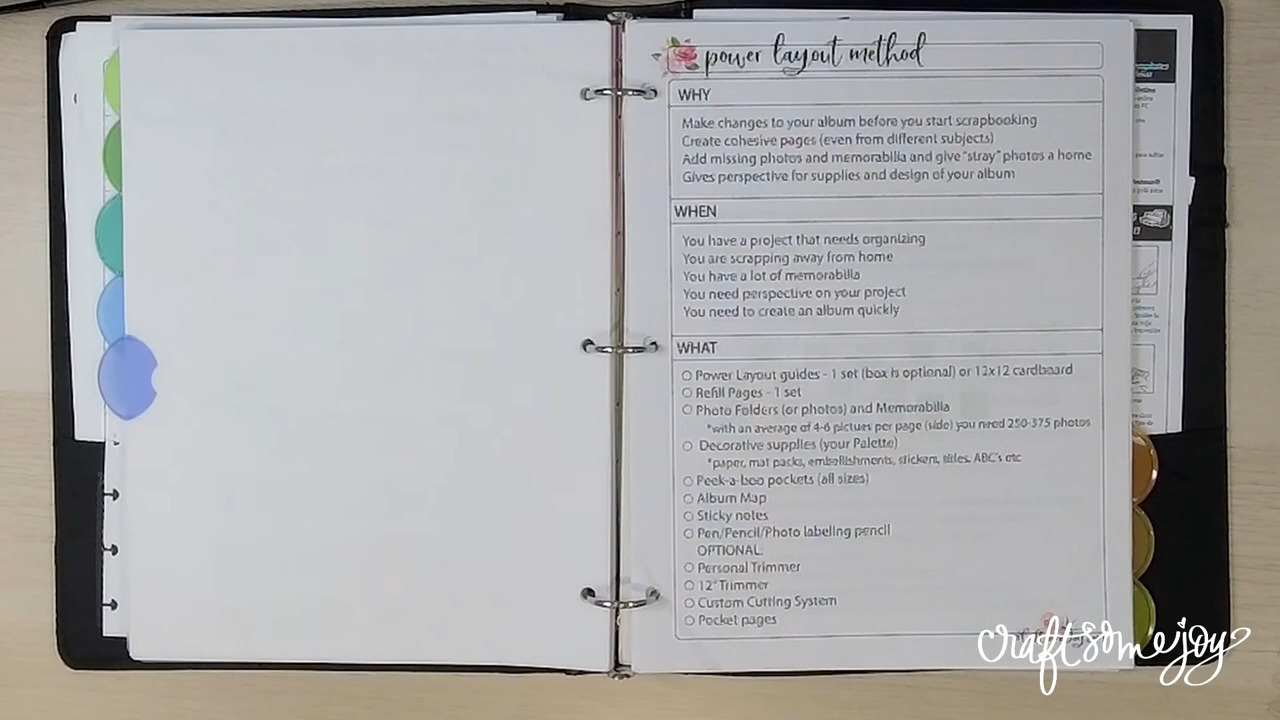 power layout method
WHY
Make changes to your album before you start scrapbooking
Create cohesive pages (even from different subjects)
Add missing photos and memorabilia and give "stray" photos a home
Gives perspective for supplies and design of your album
WHEN
You have a project that needs organizing
You are scrapping away from home
You have a lot of memorabilia
You need perspective on your project
You need to create an album quickly
WHAT
Power Layout guides - 1 set (box is optional) or 12x12 cardboard
Refill Pages - 1 set
Photo Folders (or photos) and Memorabilia
*with an average of 4-6 pictues per page (side) you need 250-375 photos
Decorative supplies (your Palette)
*paper, mat packs, embellishments, stickers, titles, ABC's etc
Peek-a-boo pockets (all sizes)
Album Map
Sticky notes
Pen/Pencil/Photo labeling pencil
OPTIONAL:
Personal Trimmer
12" Trimmer
Custom Cutting System
Pocket pages
craftsomejoy